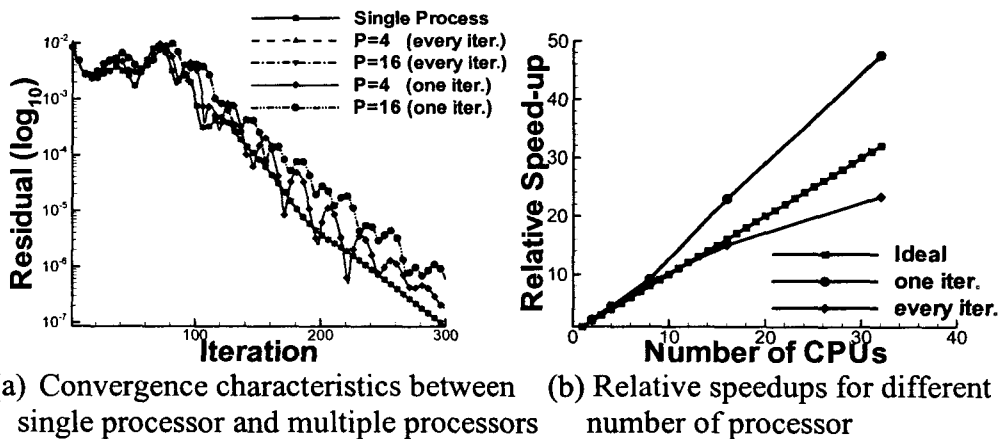 Single Process
P=4 (every iter.)
P=16 (every iter.)
P=4 (one iter.)
P=16 (one iter.)
Residual (log10)
10-2
10-3
10-4
10-5
10-6
10-7
100
200
300
Iteration
Relative Speed-up
50
40
30
20
10
Ideal
one iter.
every iter.
0
10
20
30
40
Number of CPUs
a) Convergence characteristics between
single processor and multiple processors
(b) Relative speedups for different
number of processor